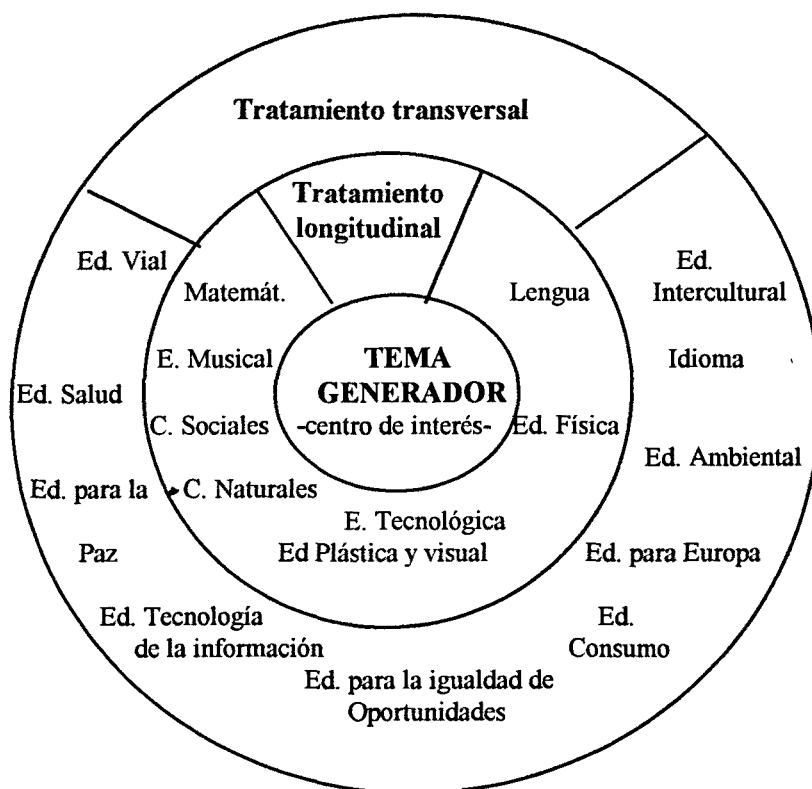 Tratamiento transversal
Tratamiento
longitudinal
Ed. Vial
Ed.
Intercultural
Matemát.
Lengua
E. Musical
TEMA
GENERADOR
-centro de interés-
Idioma
Ed. Salud
C. Sociales
Ed. Física
Ed. Ambiental
Ed. para la
Paz
C. Naturales
E. Tecnológica
Ed Plástica y visual
Ed. para Europa
Ed. Tecnología
de la información
Ed.
Consumo
Ed. para la igualdad de
Oportunidades